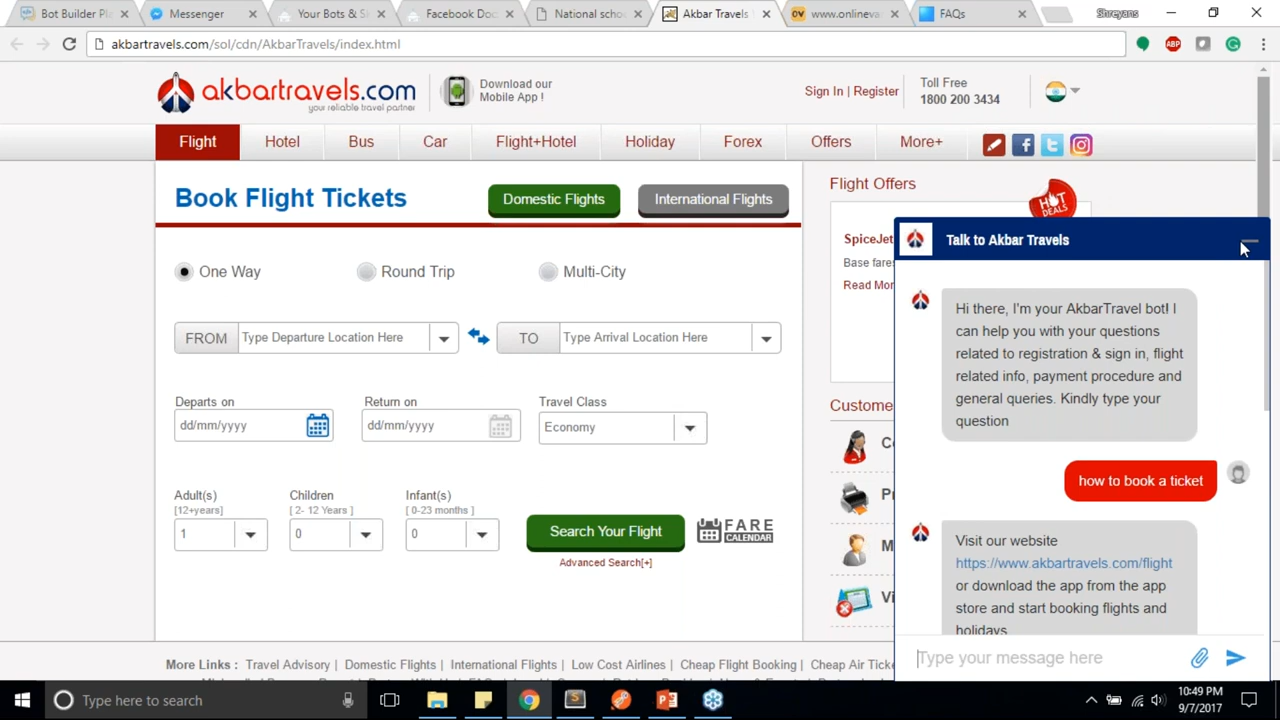 Bot Builder Pla
Messenger
Your Bots & Sk
Facebook Doc
National schoo
Akbar Travels
www.onlineva
FAQs
Shreyans
akbartravels.com/sol/cdn/AkbarTravels/index.html
ABP
akbartravels.com
your reliable travel partner
Download our
Mobile App !
Sign In | Register
Toll Free
1800 200 3434
Flight Hotel Bus Car Flight+Hotel Holiday Forex Offers More+
Book Flight Tickets
Domestic Flights
International Flights
One Way
Round Trip
Multi-City
FROM Type Departure Location Here
TO Type Arrival Location Here
Departs on
Return on
Travel Class
dd/mm/yyyy
dd/mm/yyyy
Economy
Adult(s)
[12+years]
Children
[ 2- 12 Years ]
Infant(s)
[ 0-23 months ]
1
0
0
Search Your Flight
FARE
CALENDAR
Advanced Search[+]
Flight Offers
HOT
DEALS
SpiceJet
Base fares
Read Mor
Custome
C
Pr
M
Vi
Talk to Akbar Travels
Hi there, I'm your AkbarTravel bot! I
can help you with your questions
related to registration & sign in, flight
related info, payment procedure and
general queries. Kindly type your
question
how to book a ticket
Visit our website
https://www.akbartravels.com/flight
or download the app from the app
store and start booking flights and
holidays
Type your message here
More Links : Travel Advisory | Domestic Flights | International Flights | Low Cost Airlines | Cheap Flight Booking | Cheap Air Ticke
Type here to search
10:49 PM
9/7/2017